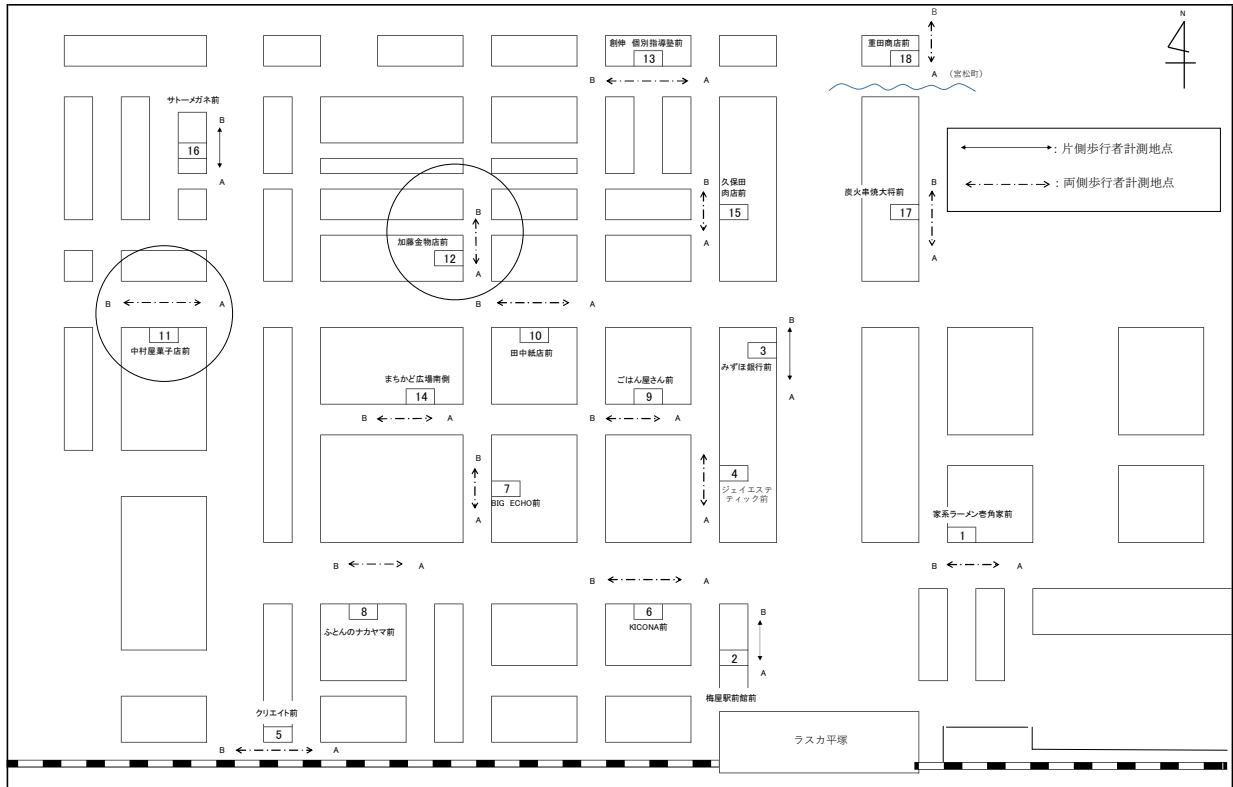 B
N
創伸 個別指導塾前
13
重田商店前
18
B
A
A
(宮松町)
サトーメガネ前
B
16
A
:片側歩行者計測地点
:両側歩行者計測地点
久保田
肉店前
B
15
A
炭火串焼大将前
B
17
A
B
加藤金物店前
12
A
B
A
B
A
11
中村屋菓子店前
10
田中紙店前
B
3
みずほ銀行前
A
まちかど広場南側
14
B
A
ごはん屋さん前
9
B
A
B
7
BIG ECHO前
A
4
ジェイエステ
ティック前
家系ラーメン壱角家前
1
B
A
B
A
8
ふとんのナカヤマ前
B
A
6
KICONA前
B
2
A
梅屋駅前館前
クリエイト前
5
B
A
ラスカ平塚